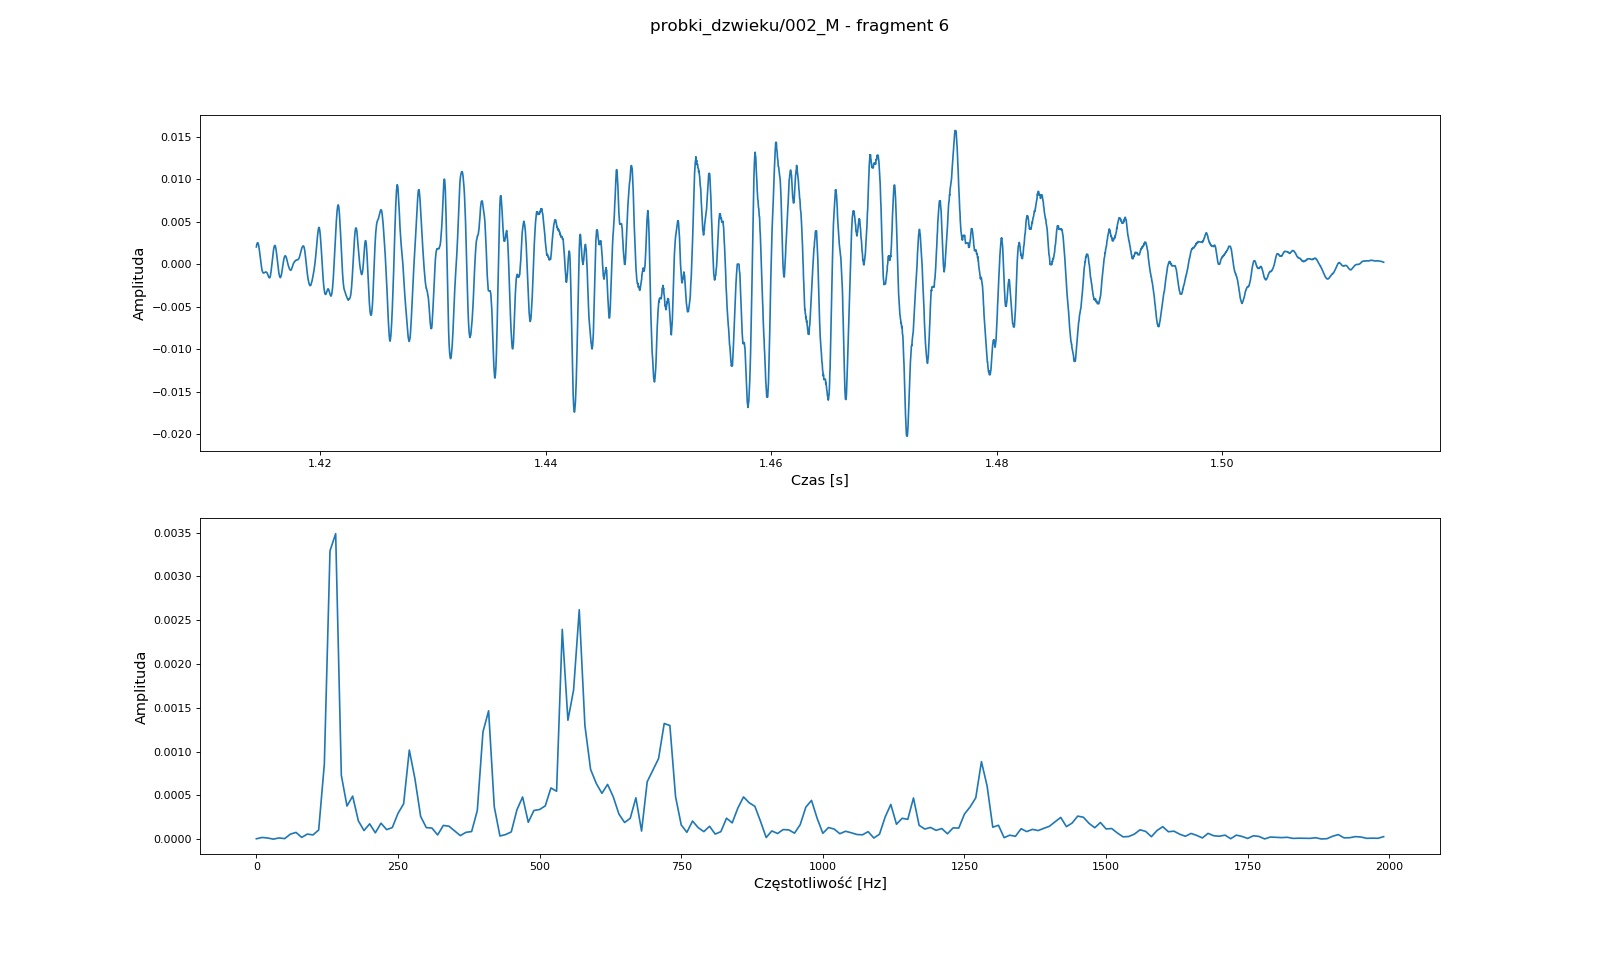 probki_dzwieku/002_M - fragment 6
Amplituda
0.015
0.010
0.005
0.000
−0.005
−0.010
−0.015
−0.020
1.42 1.44 1.46 1.48 1.50
Czas [s]
Amplituda
0.0035
0.0030
0.0025
0.0020
0.0015
0.0010
0.0005
0.0000
0 250 500 750 1000 1250 1500 1750 2000
Częstotliwość [Hz]